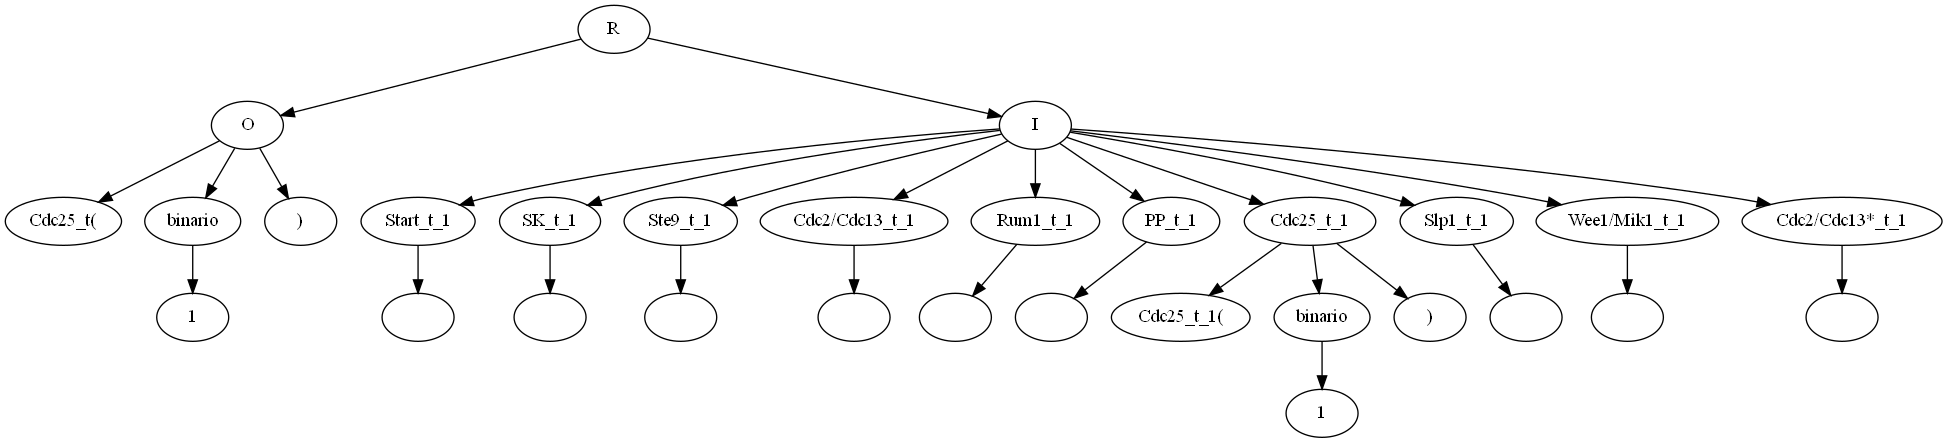 R
O
I
Cdc25_t(
binario
)
Start_t_1
SK_t_1
Ste9_t_1
Cdc2/Cdc13_t_1
Rum1_t_1
PP_t_1
Cdc25_t_1
Slp1_t_1
Wee1/Mik1_t_1
Cdc2/Cdc13*_t_1
1
Cdc25_t_1(
binario
)
1